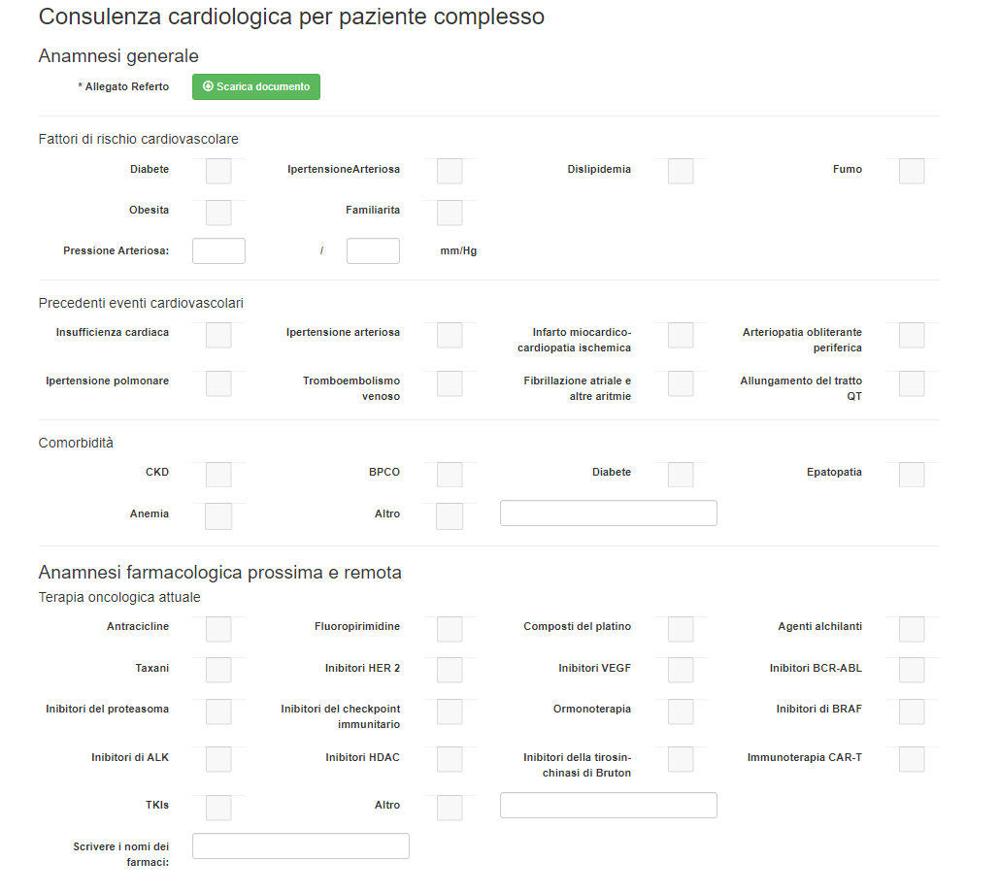 Consulenza cardiologica per paziente complesso
Anamnesi generale
* Allegato Referto Scarica documento
Fattori di rischio cardiovascolare
Diabete IpertensioneArteriosa Dislipidemia Fumo
Obesita Familiarita
Pressione Arteriosa: / mm/Hg
Precedenti eventi cardiovascolari
Insufficienza cardiaca Ipertensione arteriosa Infarto miocardico- Arteriopatia obliterante
cardiopatia ischemica periferica
Ipertensione polmonare Tromboembolismo Fibrillazione atriale e Allungamento del tratto
venoso altre aritmie QT
Comorbidità
CKD BPCO Diabete Epatopatia
Anemia Altro
Anamnesi farmacologica prossima e remota
Terapia oncologica attuale
Antracicline Fluoropirimidine Composti del platino Agenti alchilanti
Taxani Inibitori HER 2 Inibitori VEGF Inibitori BCR-ABL
Inibitori del proteasoma Inibitori del checkpoint Ormonoterapia Inibitori di BRAF
immunitario
Inibitori di ALK Inibitori HDAC Inibitori della tirosin- Immunoterapia CAR-T
chinasi di Bruton
TKIs Altro
Scrivere i nomi dei
farmaci: